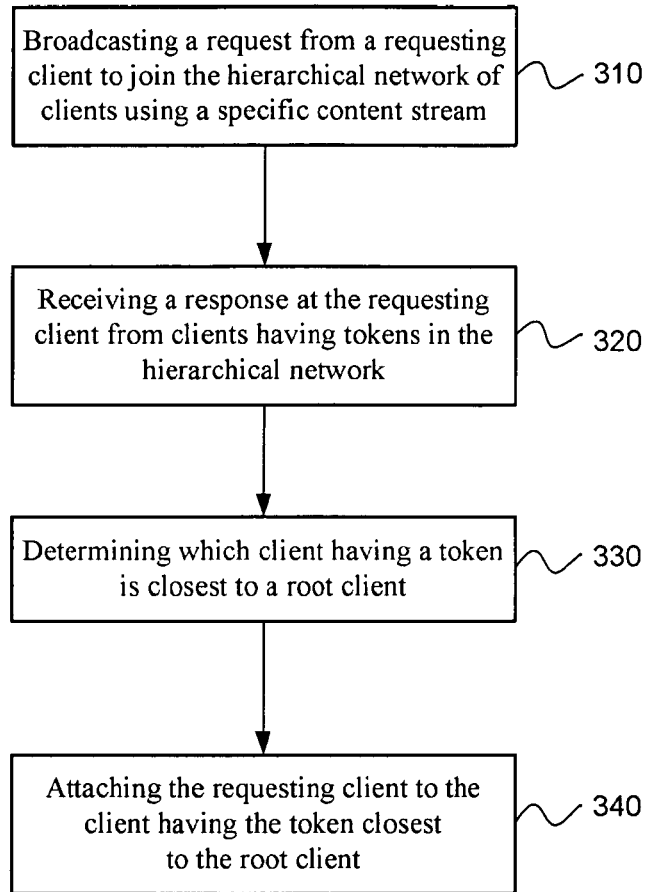 Broadcasting a request from a requesting
client to join the hierarchical network of
clients using a specific content stream
310
Receiving a response at the requesting
client from clients having tokens in the
hierarchical network
320
Determining which client having a token
is closest to a root client
330
Attaching the requesting client to the
client having the token closest
to the root client
340